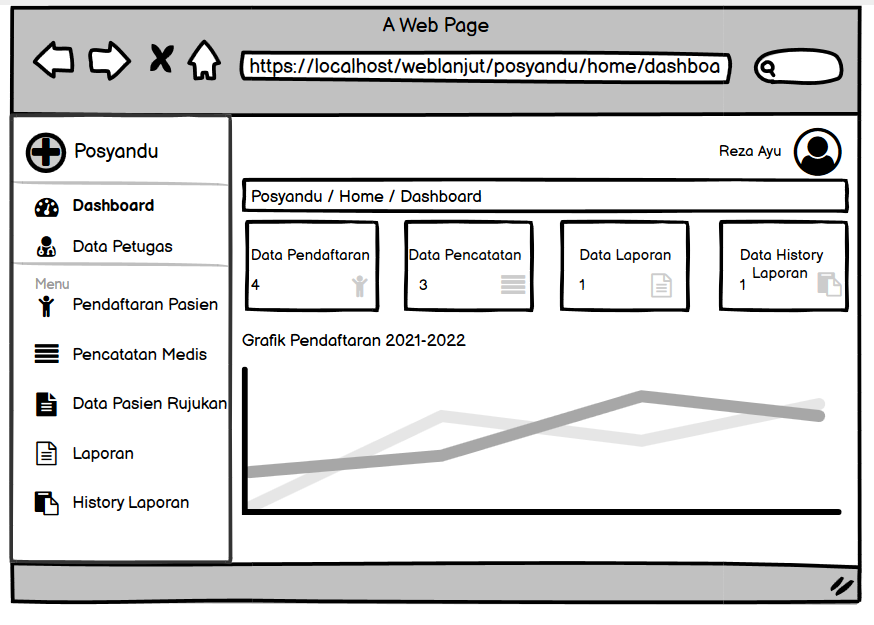 A Web Page
https://localhost/weblanjut/posyandu/home/dashboa
Posyandu
Reza Ayu
Dashboard
Data Petugas
Menu
Pendaftaran Pasien
Pencatatan Medis
Data Pasien Rujukan
Laporan
History Laporan
Posyandu / Home / Dashboard
Data Pendaftaran
4
Data Pencatatan
3
Data Laporan
1
Data History
Laporan
1
Grafik Pendaftaran 2021-2022